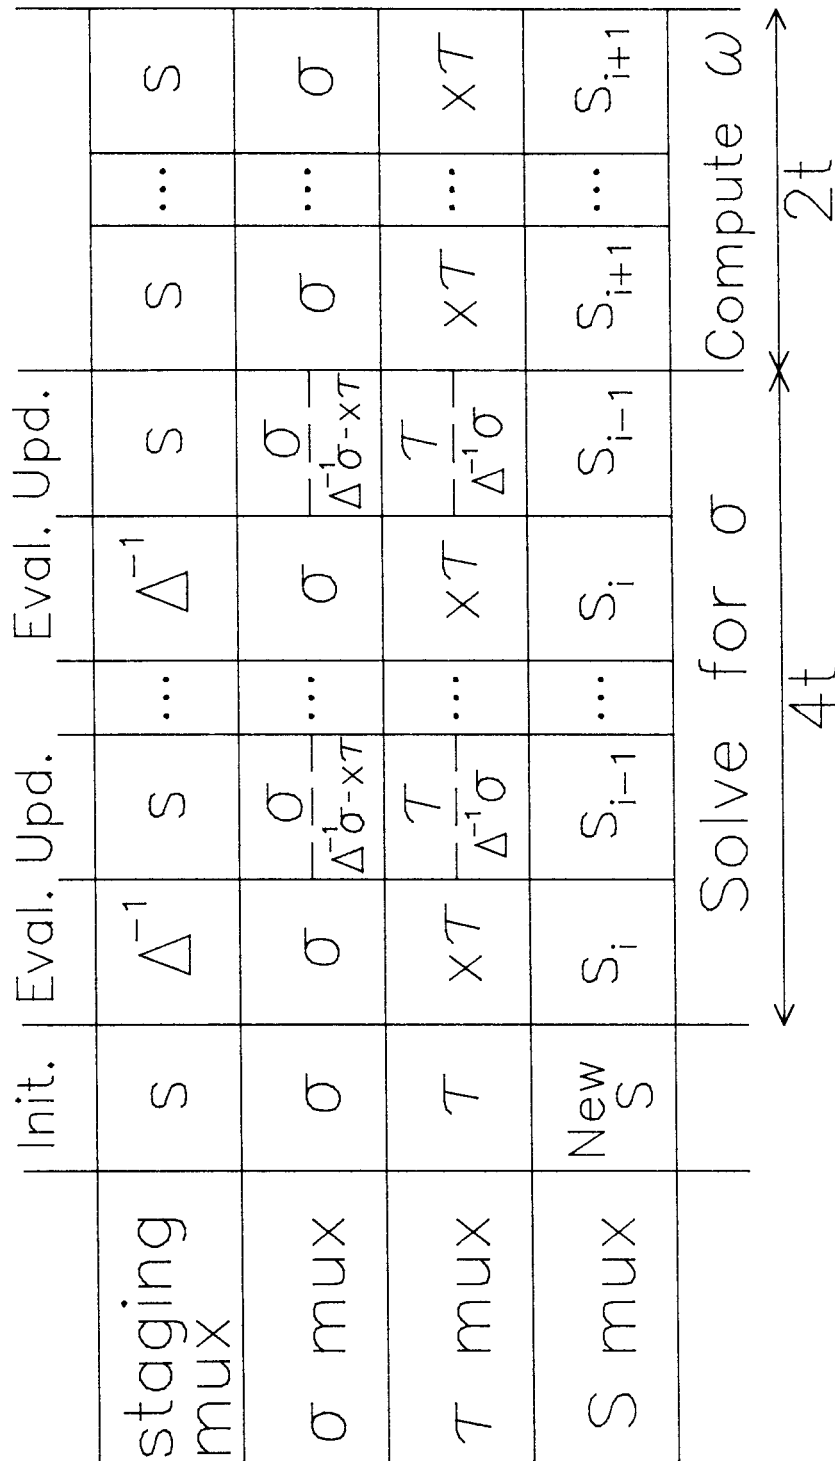 Init. Eval. Upd. Eval. Upd.
staging mux S Δ⁻¹ S ... Δ⁻¹ S S ... S
σ mux σ σ σ / Δ⁻¹σ-xτ ... σ σ / Δ⁻¹σ-xτ σ ... σ
τ mux τ xτ τ / Δ⁻¹σ ... xτ τ / Δ⁻¹σ xτ ... xτ
S mux New S Sᵢ Sᵢ₋₁ ... Sᵢ Sᵢ₋₁ Sᵢ₊₁ ... Sᵢ₊₁
Solve for σ Compute ω
4t 2t